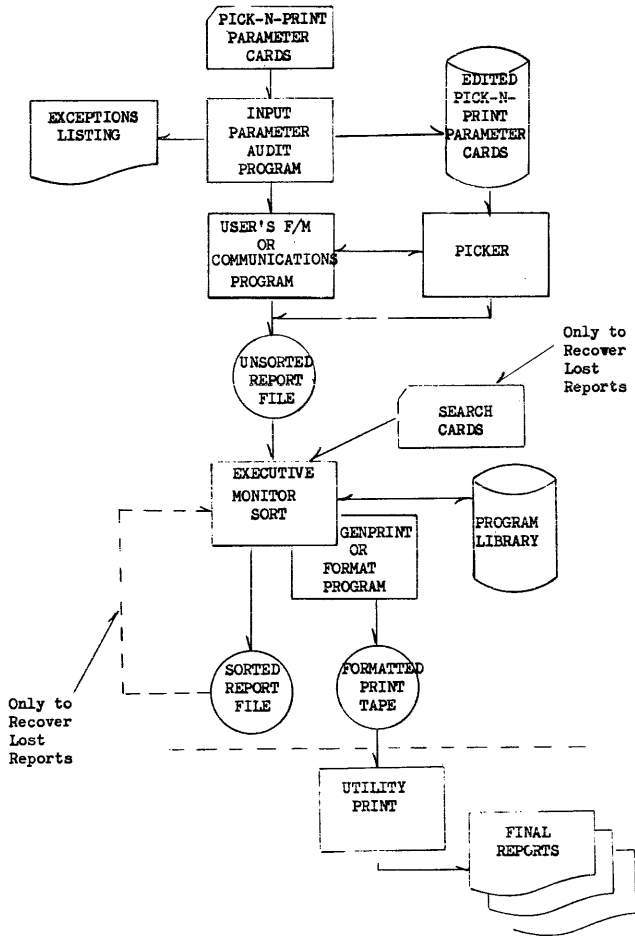 PICK-N-PRINT
PARAMETER
CARDS
EXCEPTIONS
LISTING
INPUT
PARAMETER
AUDIT
PROGRAM
EDITED
PICK-N-
PRINT
PARAMETER
CARDS
USER'S F/M
OR
COMMUNICATIONS
PROGRAM
PICKER
UNSORTED
REPORT
FILE
Only to
Recover
Lost
Reports
SEARCH
CARDS
EXECUTIVE
MONITOR
SORT
GENPRINT
OR
FORMAT
PROGRAM
PROGRAM
LIBRARY
Only to
Recover
Lost
Reports
SORTED
REPORT
FILE
FORMATTED
PRINT
TAPE
UTILITY
PRINT
FINAL
REPORTS